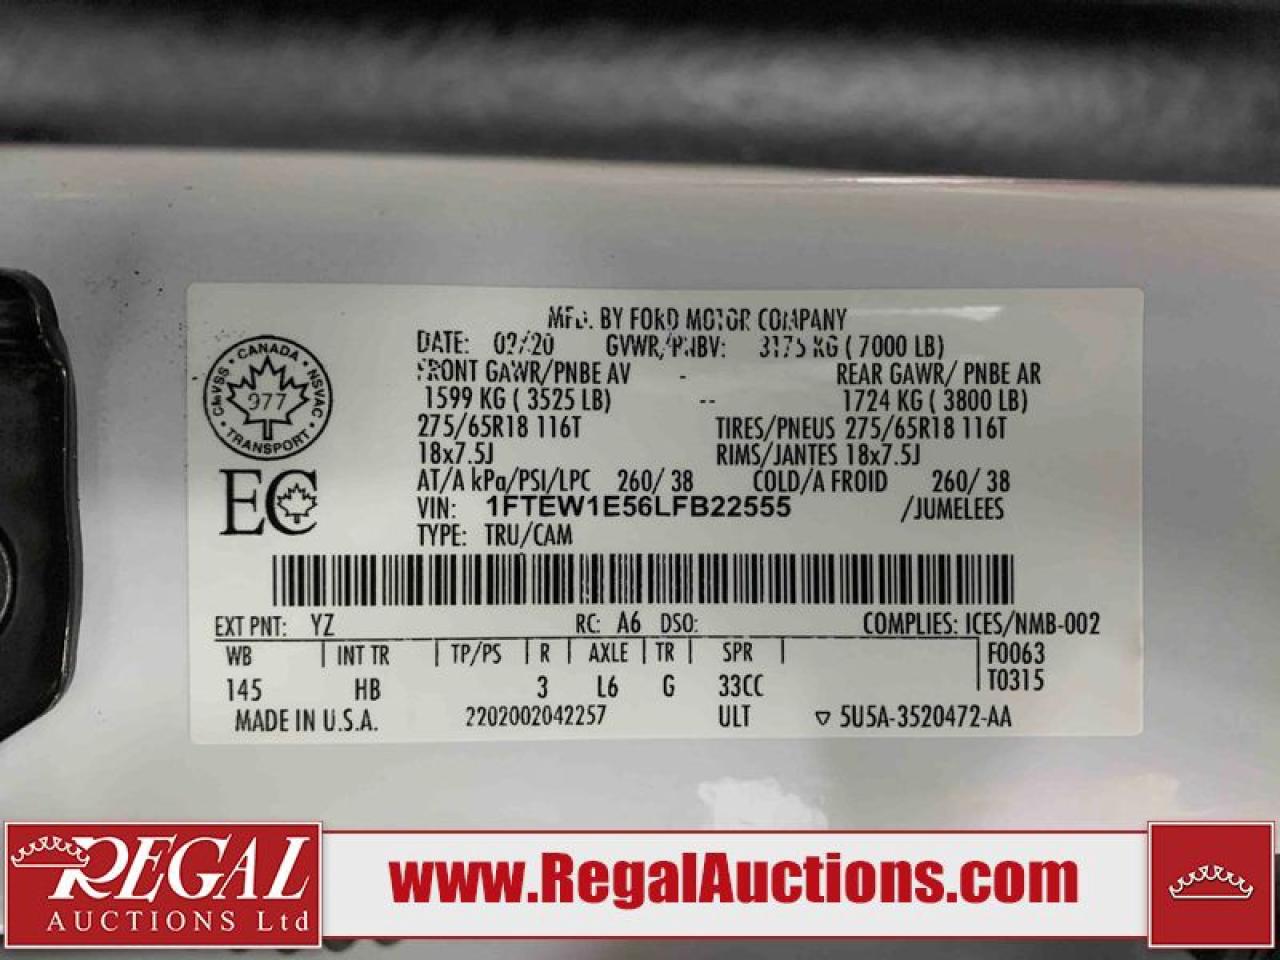 MFD. BY FORD MOTOR COMPANY
DATE: 02/20 GVWR/PNBV: 3175 KG ( 7000 LB)
FRONT GAWR/PNBE AV - REAR GAWR/ PNBE AR
1599 KG ( 3525 LB) -- 1724 KG ( 3800 LB)
275/65R18 116T TIRES/PNEUS 275/65R18 116T
18x7.5J RIMS/JANTES 18x7.5J
AT/A kPa/PSI/LPC 260/ 38 COLD/A FROID 260/ 38
VIN: 1FTEW1E56LFB22555 /JUMELEES
TYPE: TRU/CAM
CANADA
CMVSS NSVAC
977
TRANSPORT
EC
EXT PNT: YZ RC: A6 DSO: COMPLIES: ICES/NMB-002
WB | INT TR | TP/PS | R | AXLE | TR | SPR | F0063
145 HB 3 L6 G 33CC | T0315
MADE IN U.S.A. 2202002042257 ULT ▽ 5U5A-3520472-AA
REGAL
AUCTIONS Ltd
www.RegalAuctions.com